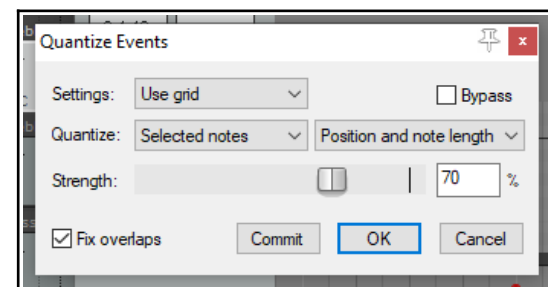 Quantize Events
Settings: Use grid Bypass
Quantize: Selected notes Position and note length
Strength: 70 %
Fix overlaps Commit OK Cancel